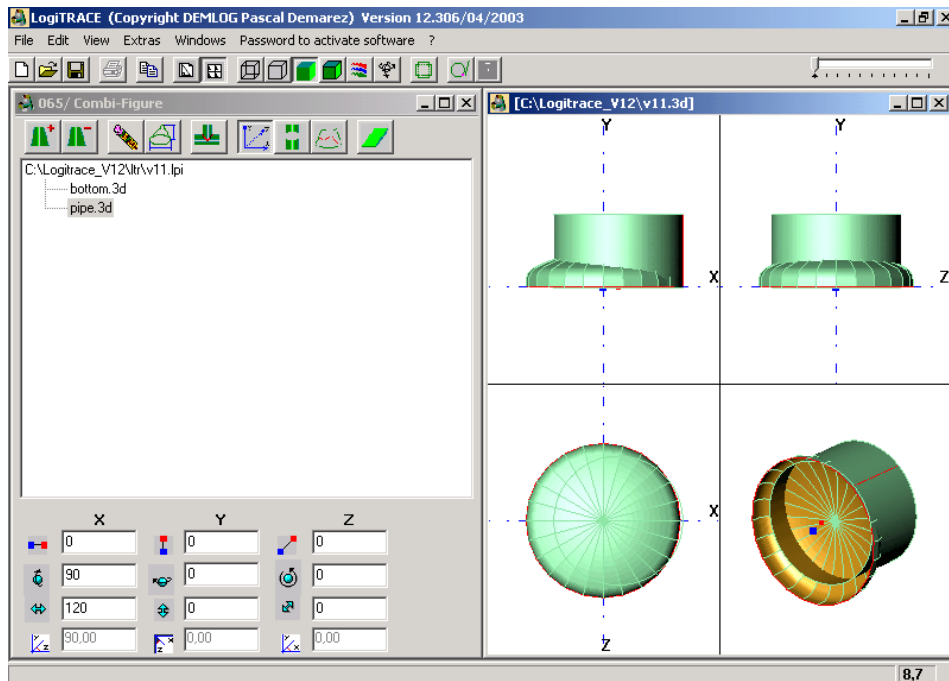 LogiTRACE (Copyright DEMLOG Pascal Demarez) Version 12.306/04/2003
File Edit View Extras Windows Password to activate software ?
065/ Combi-Figure
[C:\Logitrace_V12\v11.3d]
C:\Logitrace_V12\ltr\v11.lpi
bottom.3d
pipe.3d
Y Y
X Z
X
Z
X Y Z
0 0 0
90 0 0
120 0 0
90,00 0,00 0,00
8,7